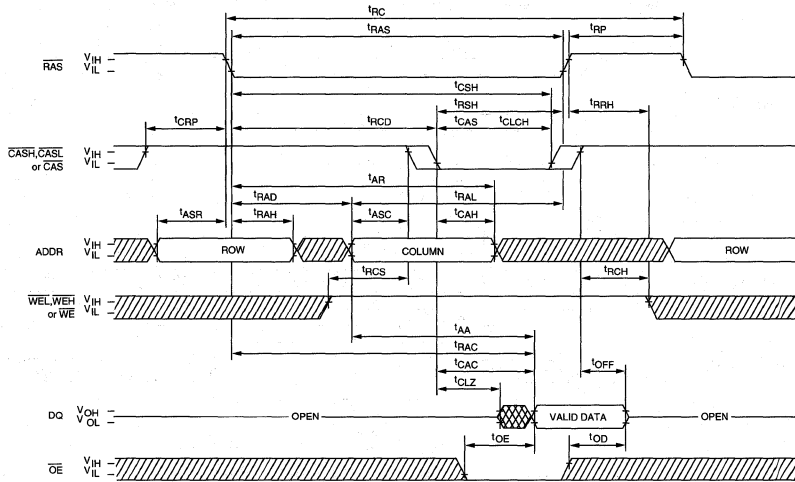 tRC
tRAS
tRP
RAS
VIH
VIL
tCSH
tRSH
tRRH
tCRP
tRCD
tCAS
tCLCH
CASH,CASL
or CAS
VIH
VIL
tAR
tRAD
tRAL
tASR
tRAH
tASC
tCAH
ADDR
VIH
VIL
ROW
COLUMN
ROW
tRCS
tRCH
WEL,WEH
or WE
VIH
VIL
tAA
tRAC
tCAC
tOFF
tCLZ
DQ
VOH
VOL
OPEN
VALID DATA
OPEN
tOE
tOD
OE
VIH
VIL